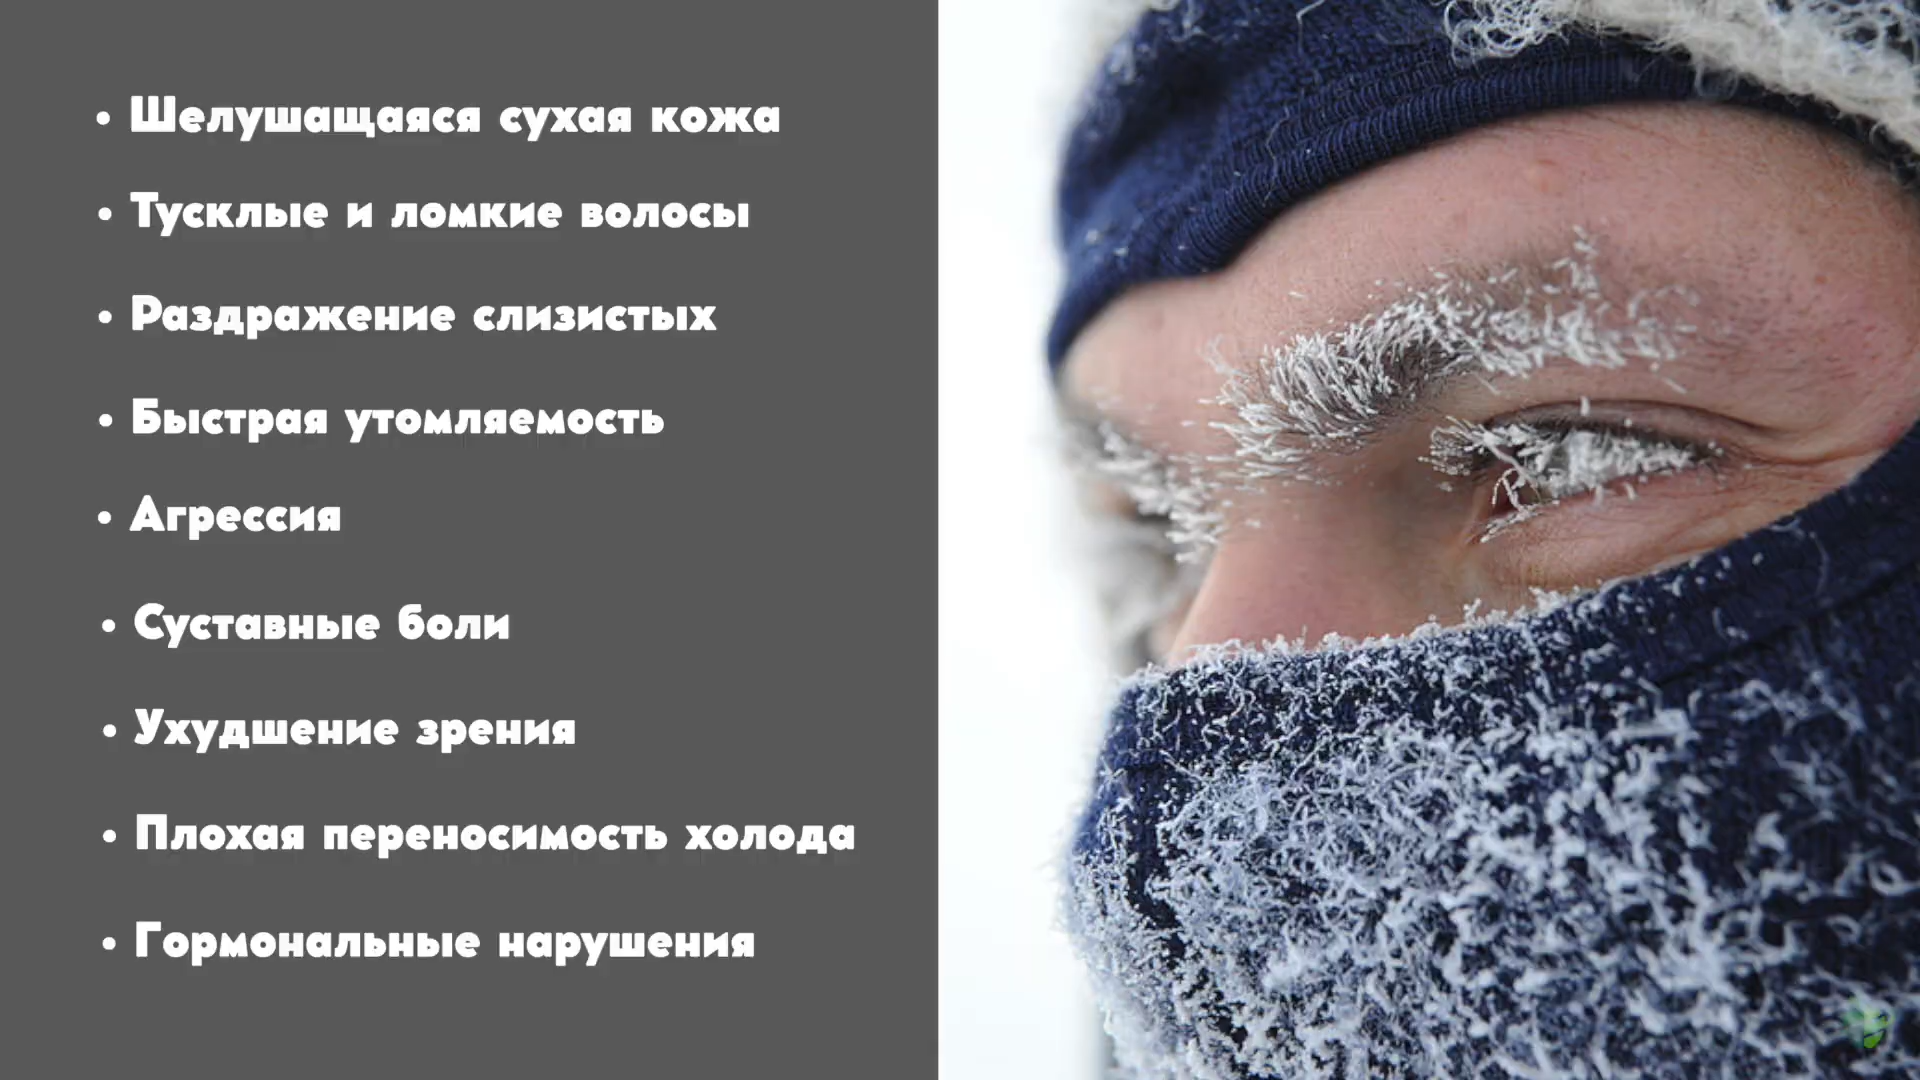 • Шелушащаяся сухая кожа
• Тусклые и ломкие волосы
• Раздражение слизистых
• Быстрая утомляемость
• Агрессия
• Суставные боли
• Ухудшение зрения
• Плохая переносимость холода
• Гормональные нарушения